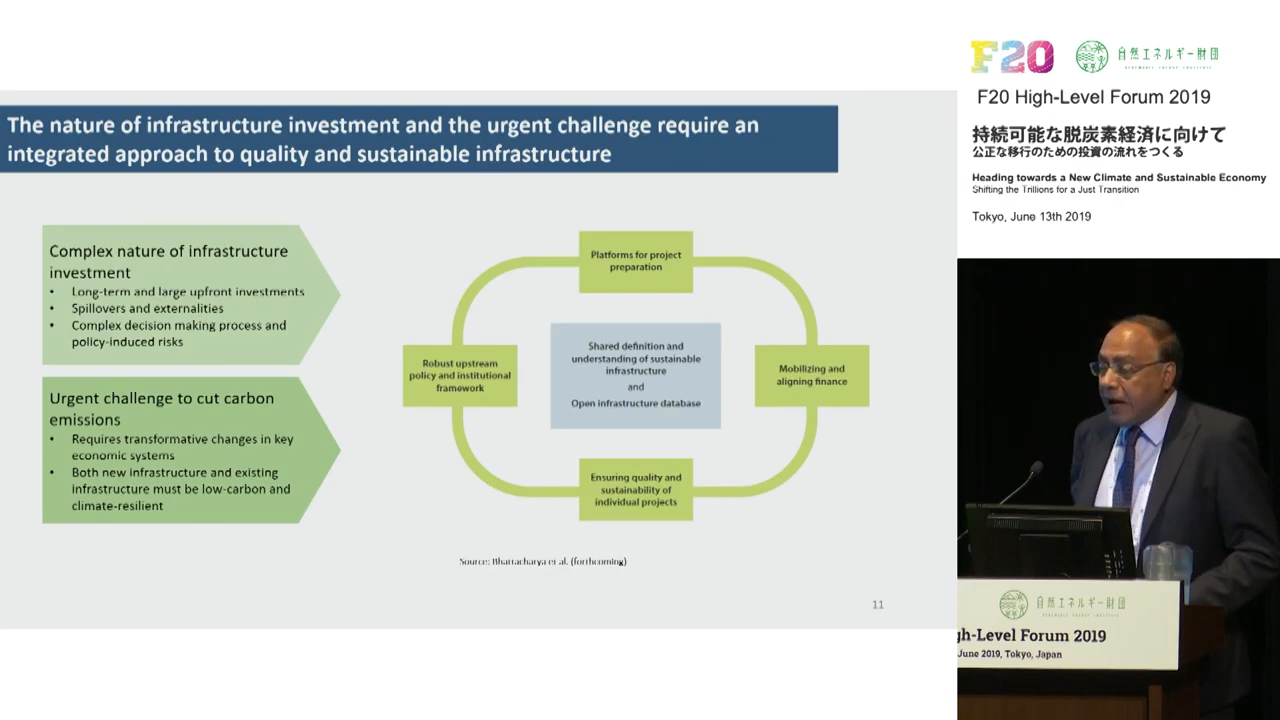 The nature of infrastructure investment and the urgent challenge require an
integrated approach to quality and sustainable infrastructure
Complex nature of infrastructure
investment
• Long-term and large upfront investments
• Spillovers and externalities
• Complex decision making process and
policy-induced risks
Urgent challenge to cut carbon
emissions
• Requires transformative changes in key
economic systems
• Both new infrastructure and existing
infrastructure must be low-carbon and
climate-resilient
Platforms for project
preparation
Robust upstream
policy and institutional
framework
Shared definition and
understanding of sustainable
infrastructure
and
Open infrastructure database
Mobilizing and
aligning finance
Ensuring quality and
sustainability of
individual projects
Source: Bhattacharya et al. (forthcoming)
11
F20
自然エネルギー財団
RENEWABLE ENERGY INSTITUTE
F20 High-Level Forum 2019
持続可能な脱炭素経済に向けて
公正な移行のための投資の流れをつくる
Heading towards a New Climate and Sustainable Economy
Shifting the Trillions for a Just Transition
Tokyo, June 13th 2019
自然エネルギー財団
RENEWABLE ENERGY INSTITUTE
gh-Level Forum 2019
June 2019, Tokyo, Japan